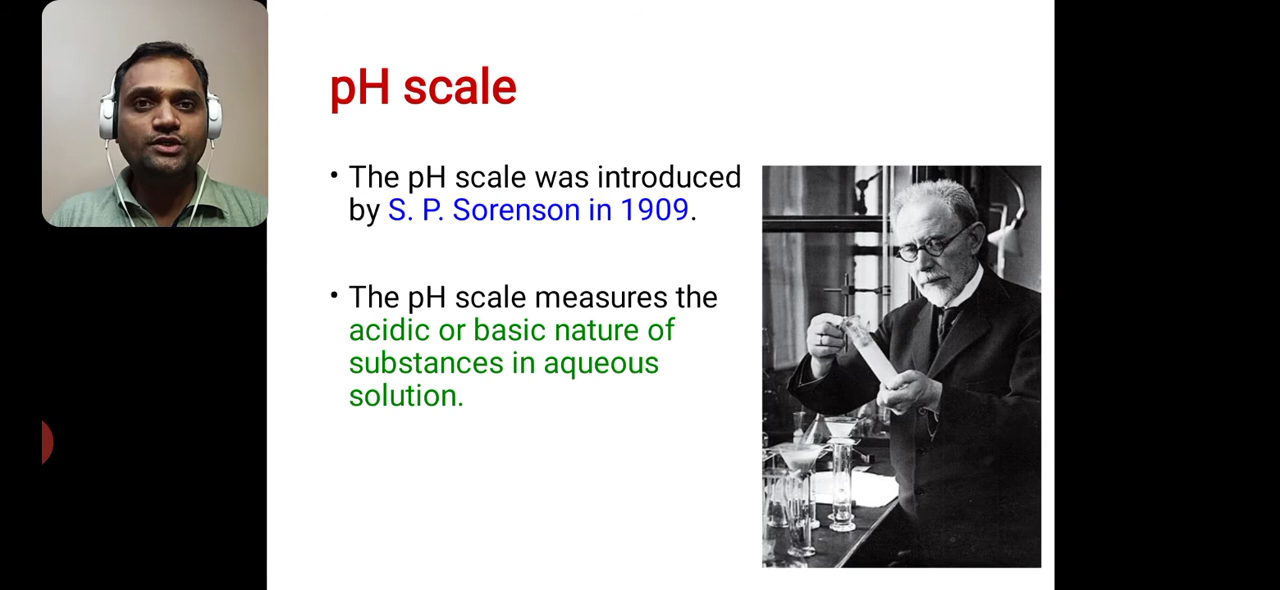 pH scale
• The pH scale was introduced
by S. P. Sorenson in 1909.
• The pH scale measures the
acidic or basic nature of
substances in aqueous
solution.